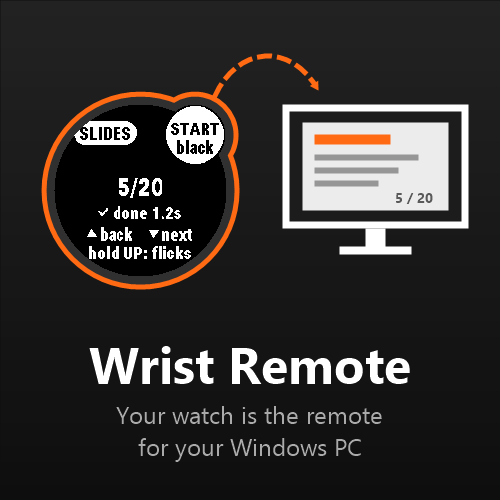 SLIDES
START
black
5/20
✓ done 1.2s
▲back ▼next
hold UP: flicks
5 / 20
Wrist Remote
Your watch is the remote
for your Windows PC